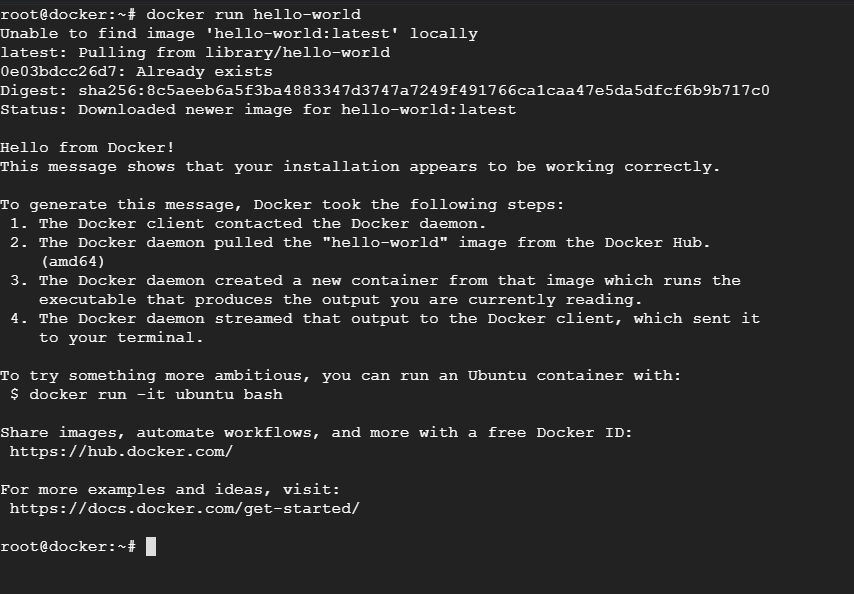 root@docker:~# docker run hello-world
Unable to find image 'hello-world:latest' locally
latest: Pulling from library/hello-world
0e03bdcc26d7: Already exists
Digest: sha256:8c5aeeb6a5f3ba4883347d3747a7249f491766ca1caa47e5da5dfcf6b9b717c0
Status: Downloaded newer image for hello-world:latest

Hello from Docker!
This message shows that your installation appears to be working correctly.

To generate this message, Docker took the following steps:
 1. The Docker client contacted the Docker daemon.
 2. The Docker daemon pulled the "hello-world" image from the Docker Hub.
    (amd64)
 3. The Docker daemon created a new container from that image which runs the
    executable that produces the output you are currently reading.
 4. The Docker daemon streamed that output to the Docker client, which sent it
    to your terminal.

To try something more ambitious, you can run an Ubuntu container with:
 $ docker run -it ubuntu bash

Share images, automate workflows, and more with a free Docker ID:
 https://hub.docker.com/

For more examples and ideas, visit:
 https://docs.docker.com/get-started/

root@docker:~#